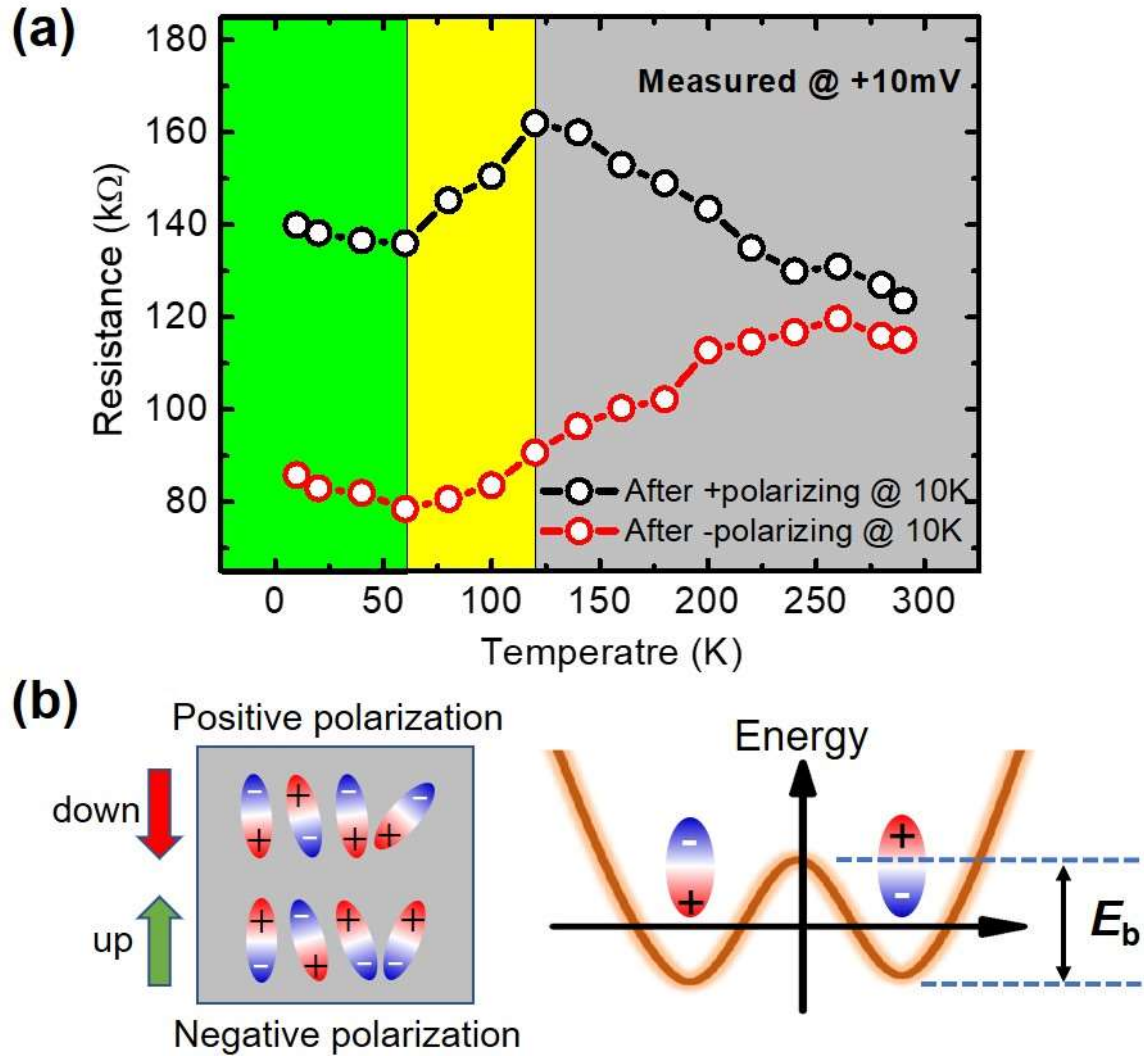 (a)
180
160
140
120
100
80
Resistance (kΩ)
Measured @ +10mV
After +polarizing @ 10K
After -polarizing @ 10K
0 50 100 150 200 250 300
Temperatre (K)
(b)
Positive polarization
down
up
- + - -
+ - + +
+ - + +
- + - -
Negative polarization
Energy
- +
+ -
E_b